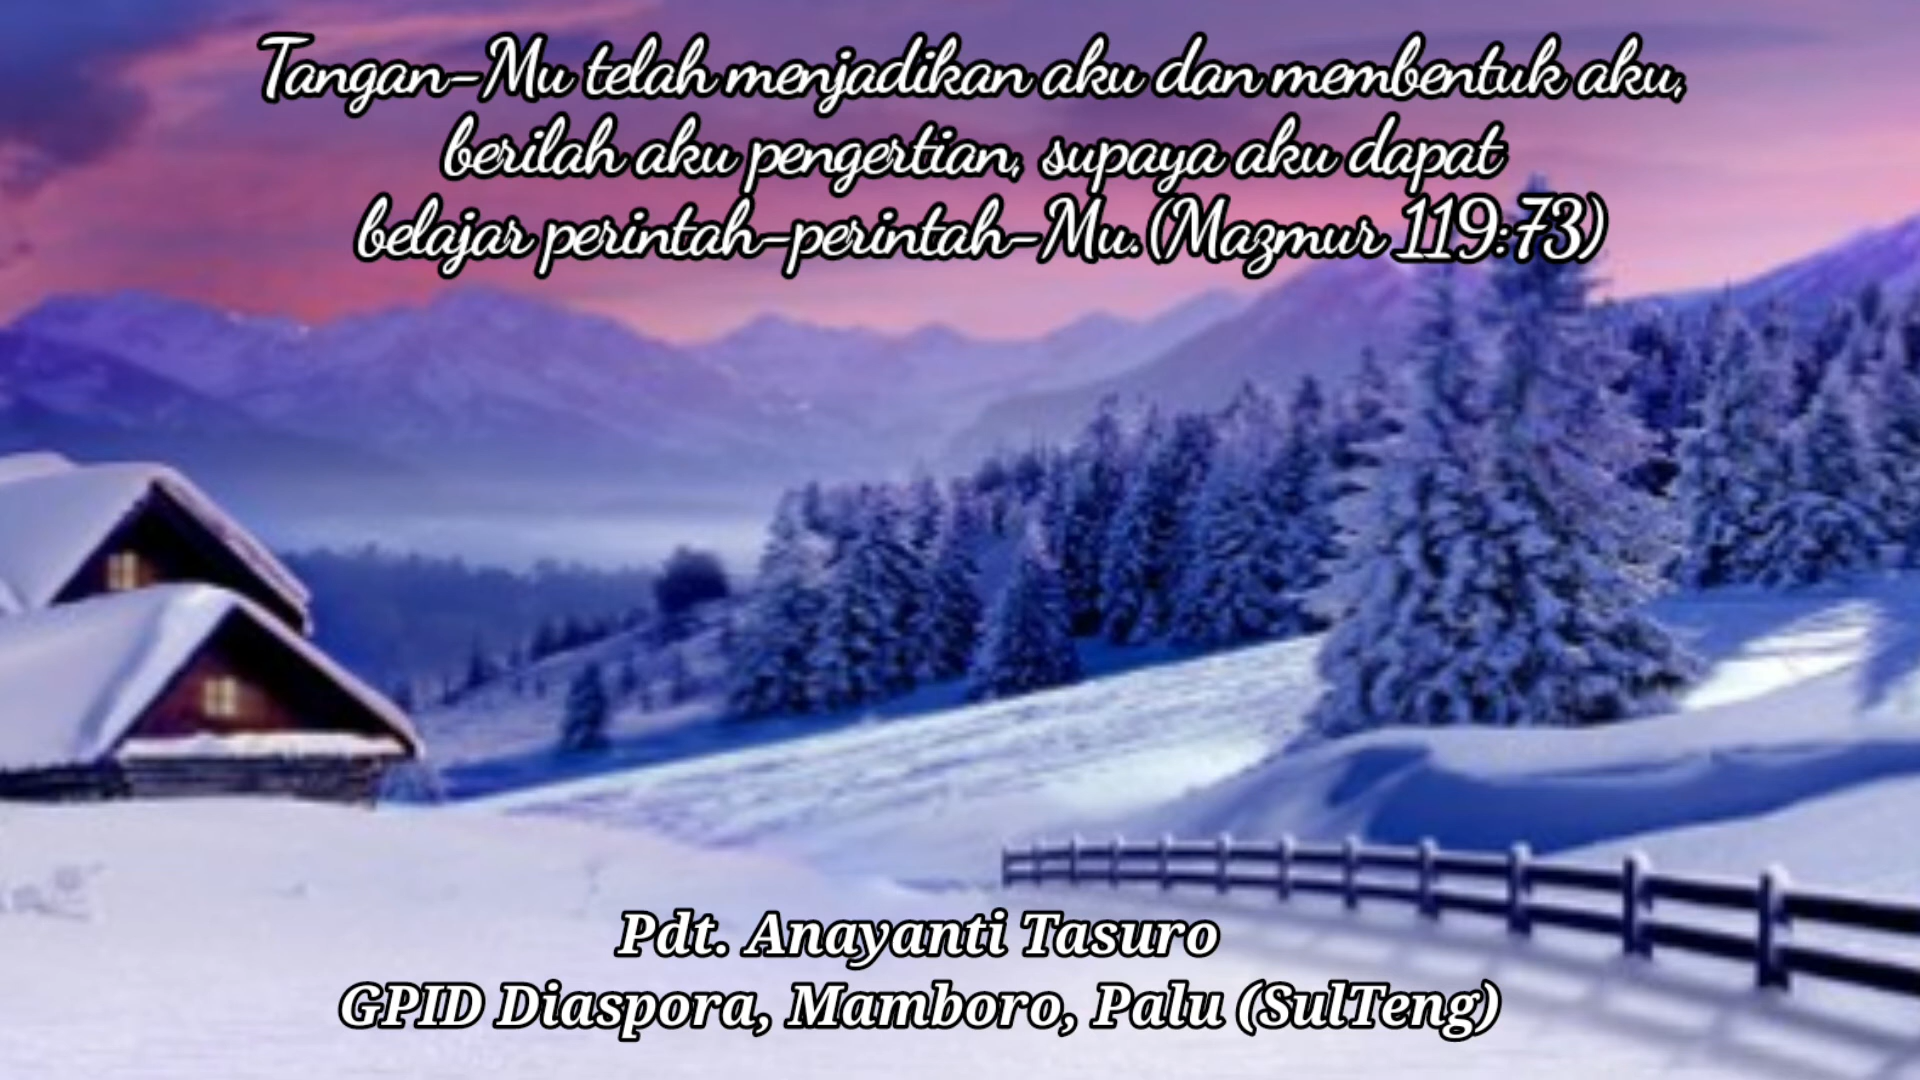 Tangan-Mu telah menjadikan aku dan membentuk aku,
berilah aku pengertian, supaya aku dapat
belajar perintah-perintah-Mu.(Mazmur 119:73)
Pdt. Anayanti Tasuro
GPID Diaspora, Mamboro, Palu (SulTeng)